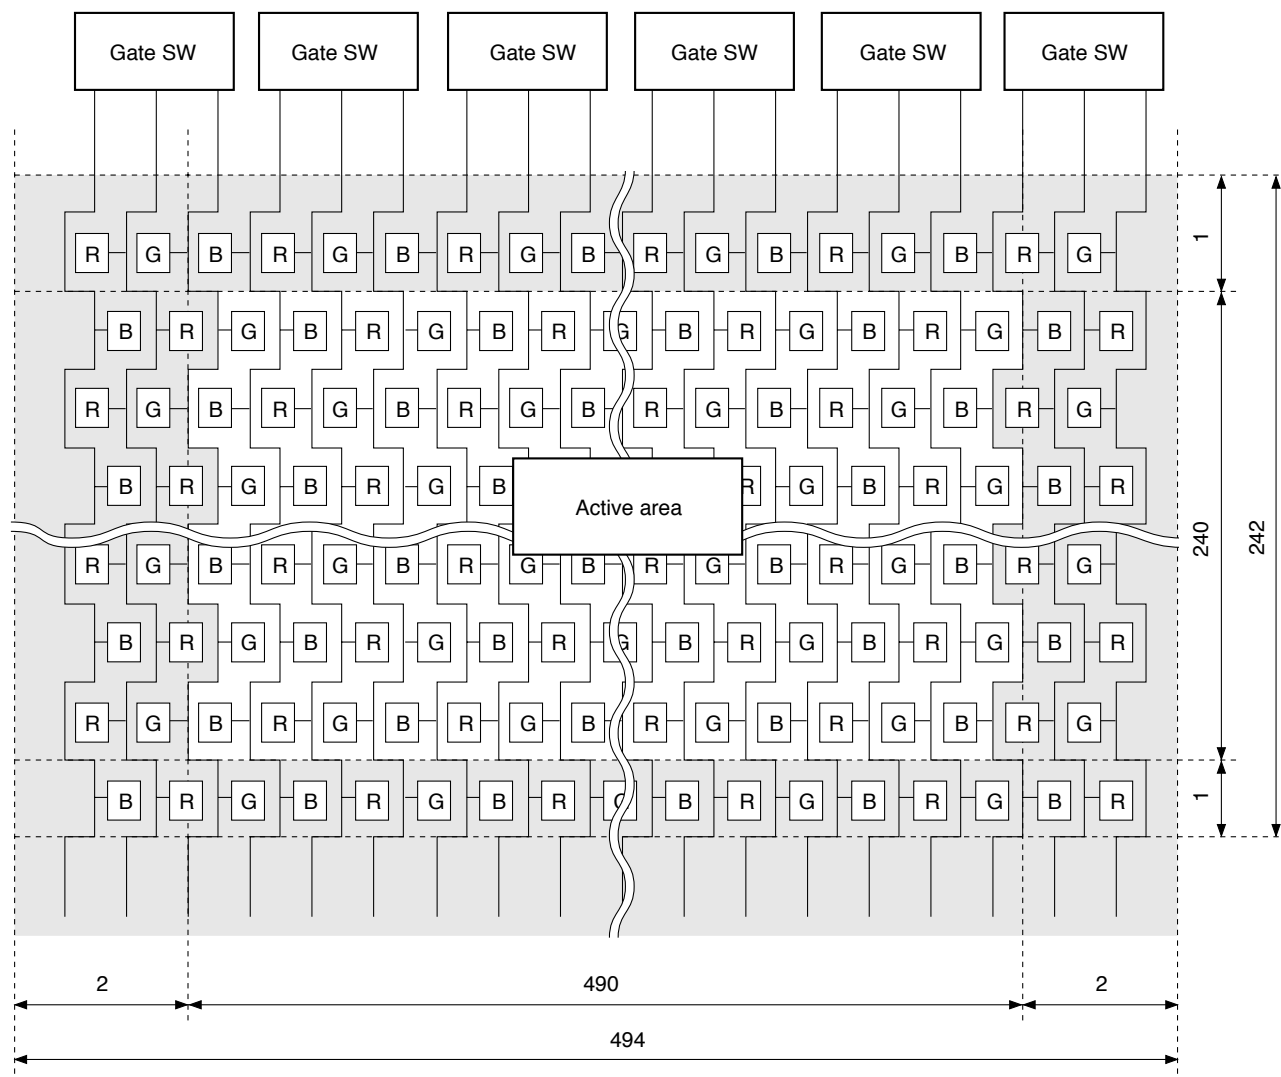 Gate SW Gate SW Gate SW Gate SW Gate SW Gate SW
R G B R G B R G B R G B R G B R G
1
B R G B R G B R G B R G B R G B R
R G B R G B R G B R G B R G B R G
B R G B R G B R G B R G B R
Active area
240
242
R G B R G B R G B R G B R G B R G
B R G B R G B R G B R G B R G B R
R G B R G B R G B R G B R G B R G
B R G B R G B R G B R G B R G B R
1
2 490 2
494